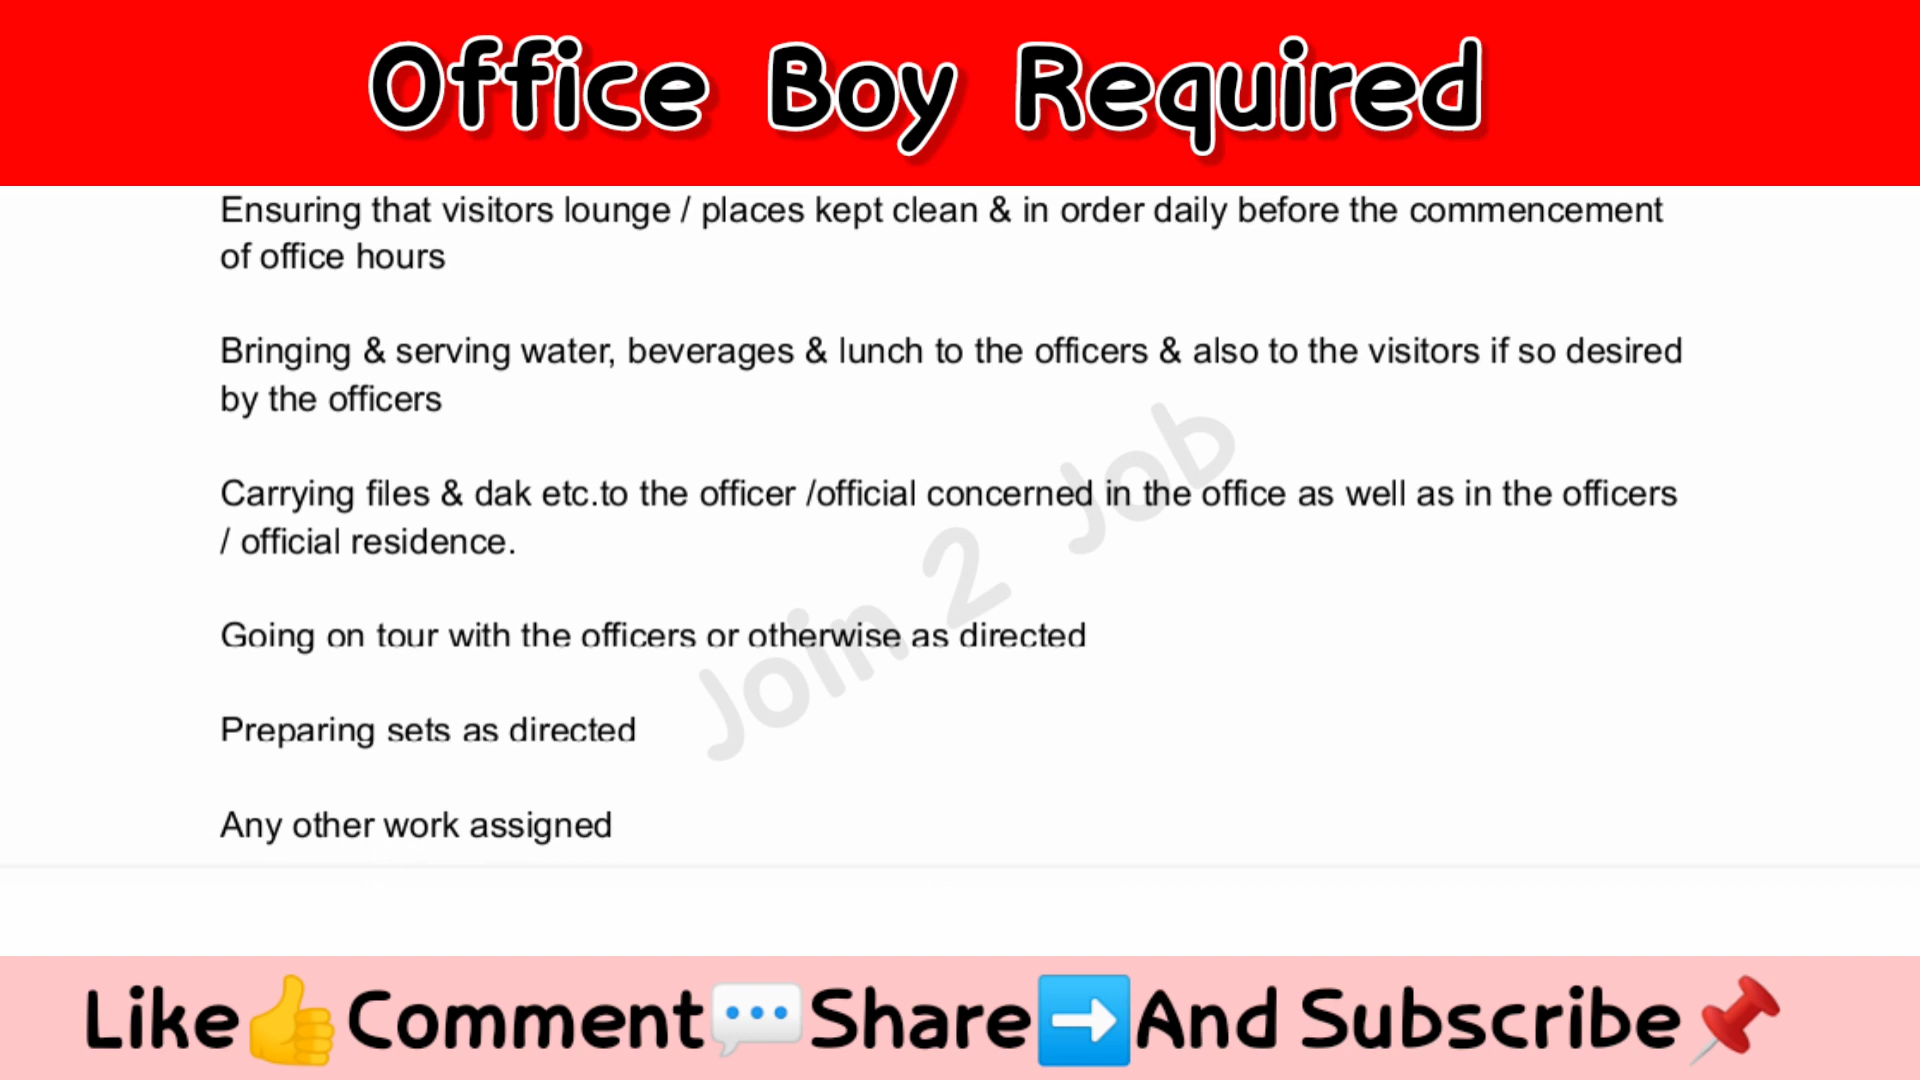 Office Boy Required
Ensuring that visitors lounge / places kept clean & in order daily before the commencement
of office hours
Bringing & serving water, beverages & lunch to the officers & also to the visitors if so desired
by the officers
Carrying files & dak etc.to the officer /official concerned in the office as well as in the officers
/ official residence.
Going on tour with the officers or otherwise as directed
Preparing sets as directed
Any other work assigned
Join 2 Job
Like👍Comment💬Share➡️And Subscribe📌